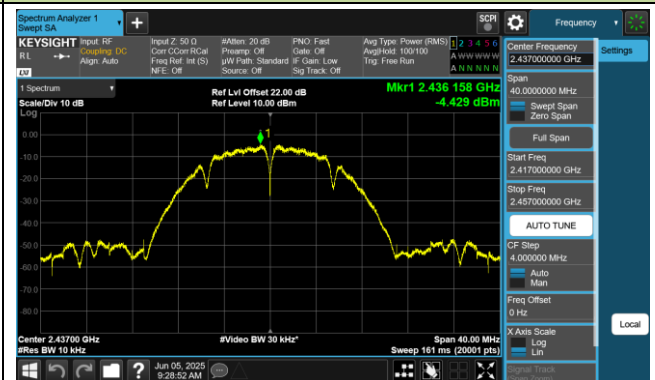 Spectrum Analyzer 1
Swept SA
SCPI
Frequency
KEYSIGHT
R L
LXI
Input: RF
Coupling: DC
Align: Auto
Input Z: 50 Ω
Corr CCorr RCal
Freq Ref: Int (S)
NFE: Off
#Atten: 20 dB
Preamp: Off
µW Path: Standard
Source: Off
PNO: Fast
Gate: Off
IF Gain: Low
Sig Track: Off
Avg Type: Power (RMS)
Avg|Hold: 100/100
Trig: Free Run
1 2 3 4 5 6
A W W W W W
A N N N N N
1 Spectrum
Scale/Div 10 dB
Log
Ref Lvl Offset 22.00 dB
Ref Level 10.00 dBm
Mkr1 2.436 158 GHz
-4.429 dBm
1
0.00
-10.0
-20.0
-30.0
-40.0
-50.0
-60.0
-70.0
-80.0
Center 2.43700 GHz
#Res BW 10 kHz
#Video BW 30 kHz*
Span 40.00 MHz
Sweep 161 ms (20001 pts)
Jun 05, 2025
9:28:52 AM
Center Frequency
2.437000000 GHz
Settings
Span
40.0000000 MHz
Swept Span
Zero Span
Full Span
Start Freq
2.417000000 GHz
Stop Freq
2.457000000 GHz
AUTO TUNE
CF Step
4.000000 MHz
Auto
Man
Freq Offset
0 Hz
X Axis Scale
Log
Lin
Local
Signal Track
(Span Zoom)